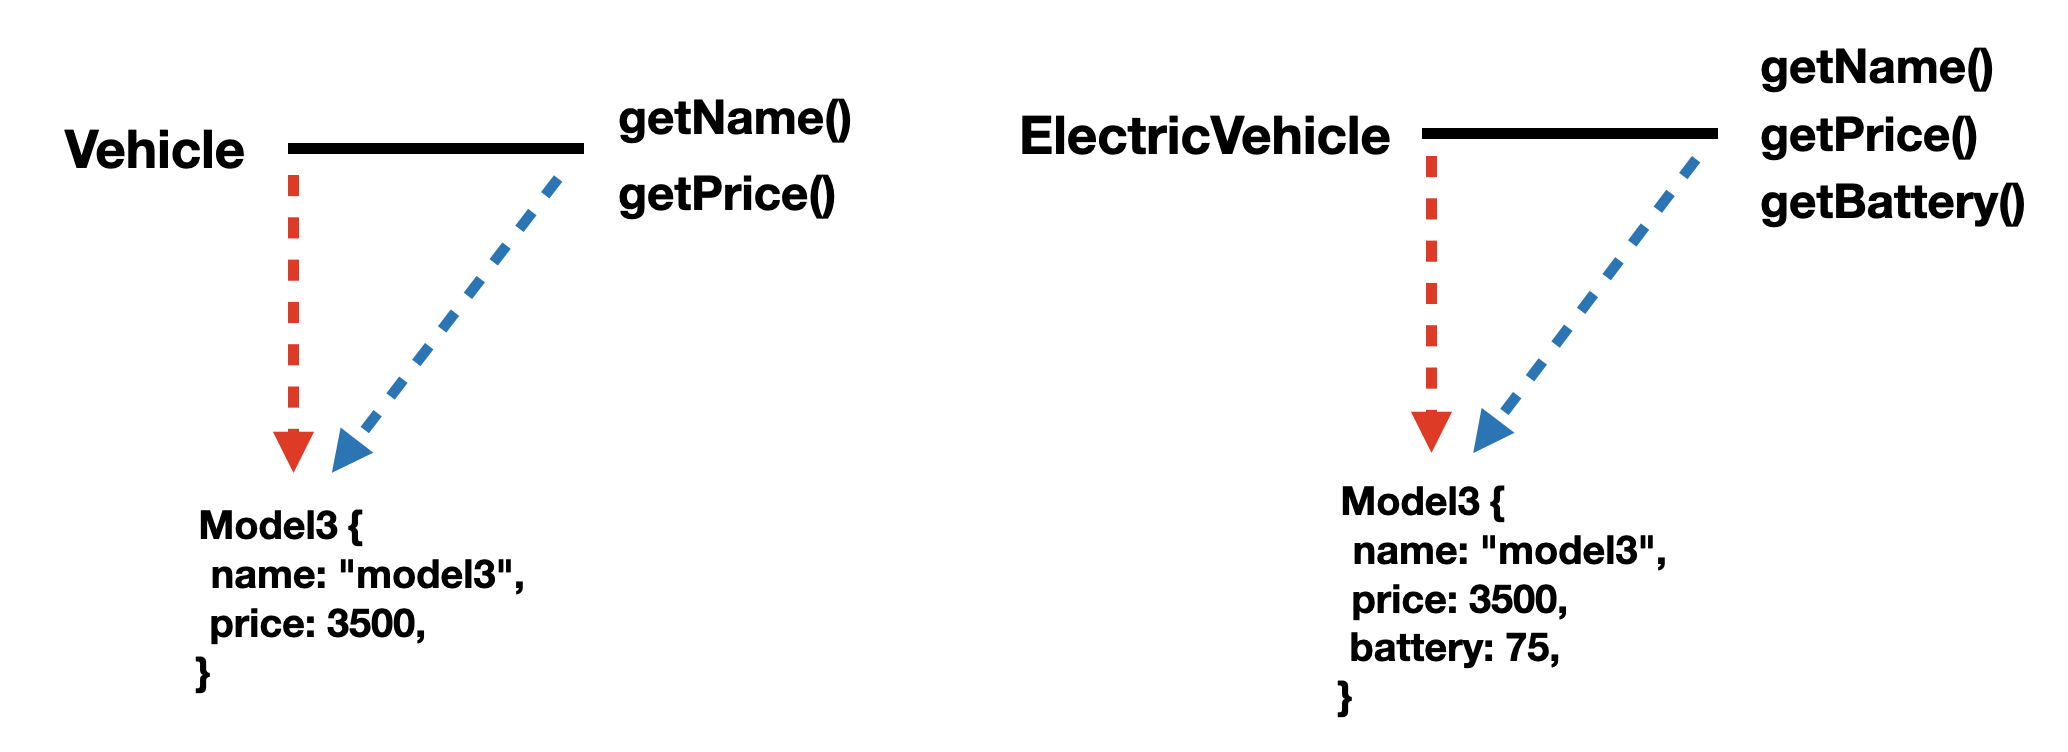 Vehicle
getName()
getPrice()
Model3 {
name: "model3",
price: 3500,
}
ElectricVehicle
getName()
getPrice()
getBattery()
Model3 {
name: "model3",
price: 3500,
battery: 75,
}